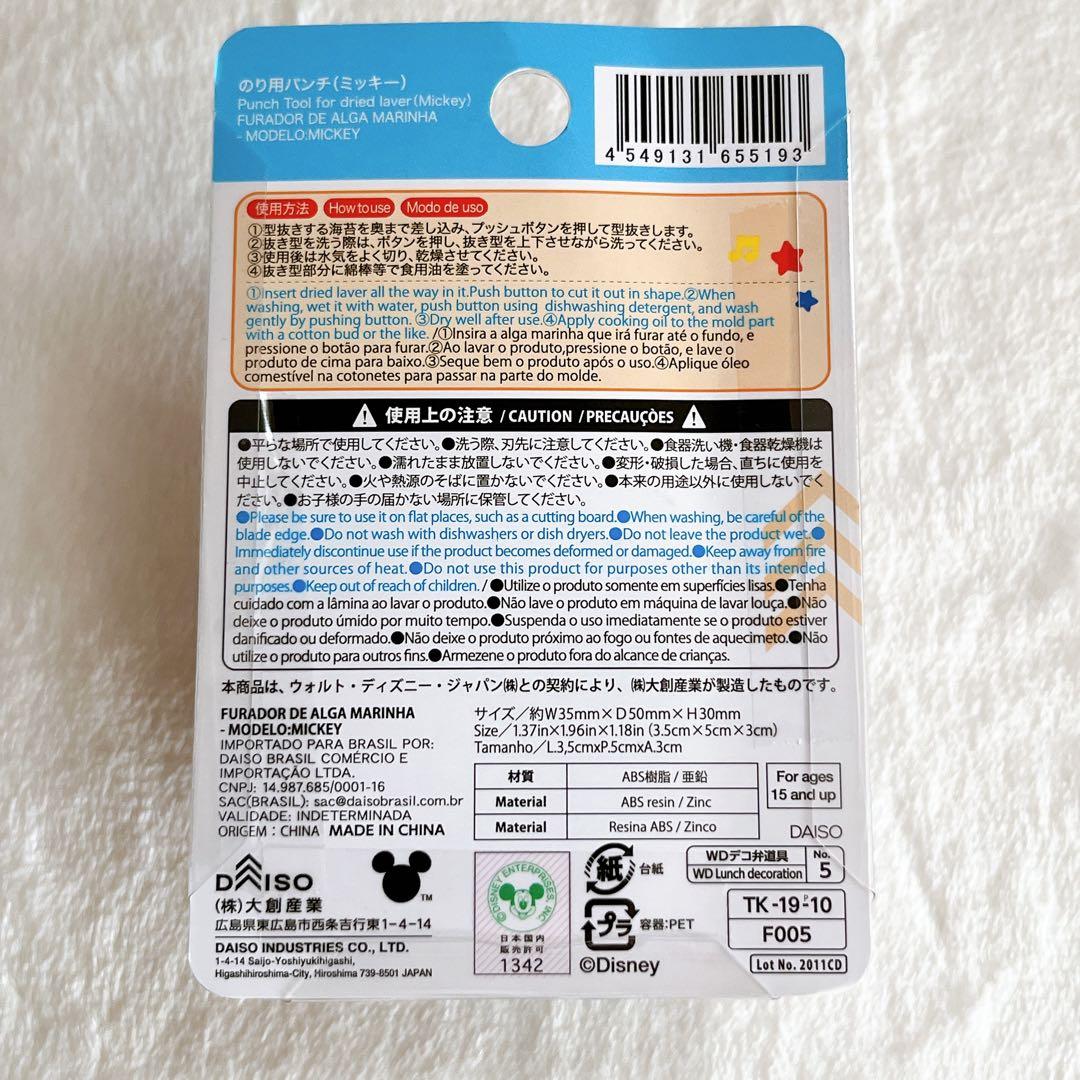 のり用パンチ(ミッキー)
Punch Tool for dried laver(Mickey)
FURADOR DE ALGA MARINHA
- MODELO:MICKEY
4 549131 655193
使用方法 How to use Modo de uso
①型抜きする海苔を奥まで差し込み、プッシュボタンを押して型抜きします。
②抜き型を洗う際は、ボタンを押し、抜き型を上下させながら洗ってください。
③使用後は水気をよく切り、乾燥させてください。
④抜き型部分に綿棒等で食用油を塗ってください。
①Insert dried laver all the way in it.Push button to cut it out in shape.②When
washing, wet it with water, push button using dishwashing detergent, and wash
gently by pushing button. ③Dry well after use.④Apply cooking oil to the mold part
with a cotton bud or the like. /①Insira a alga marinha que irá furar até o fundo, e
pressione o botão para furar.②Ao lavar o produto,pressione o botão, e lave o
produto de cima para baixo.③Seque bem o produto após o uso.④Aplique óleo
comestível na cotonetes para passar na parte do molde.
使用上の注意 / CAUTION / PRECAUÇÒES
●平らな場所で使用してください。●洗う際、刃先に注意してください。●食器洗い機・食器乾燥機は
使用しないでください。●濡れたまま放置しないでください。●変形・破損した場合、直ちに使用を
中止してください。●火や熱源のそばに置かないでください。●本来の用途以外に使用しないでく
ださい。●お子様の手の届かない場所に保管してください。
●Please be sure to use it on flat places, such as a cutting board.●When washing, be careful of the
blade edge.●Do not wash with dishwashers or dish dryers.●Do not leave the product wet.●
Immediately discontinue use if the product becomes deformed or damaged.●Keep away from fire
and other sources of heat.●Do not use this product for purposes other than its intended
purposes.●Keep out of reach of children. / ●Utilize o produto somente em superfícies lisas.●Tenha
cuidado com a lâmina ao lavar o produto.●Não lave o produto em máquina de lavar louça.●Não
deixe o produto úmido por muito tempo.●Suspenda o uso imediatamente se o produto estiver
danificado ou deformado.●Não deixe o produto próximo ao fogo ou fontes de aquecimeto.●Não
utilize o produto para outros fins.●Armezene o produto fora do alcance de crianças.
本商品は、ウォルト・ディズニー・ジャパン㈱との契約により、㈱大創産業が製造したものです。
FURADOR DE ALGA MARINHA
- MODELO:MICKEY
IMPORTADO PARA BRASIL POR:
DAISO BRASIL COMÉRCIO E
IMPORTAÇÃO LTDA.
CNPJ: 14.987.685/0001-16
SAC(BRASIL): sac@daisobrasil.com.br
VALIDADE: INDETERMINADA
ORIGEM : CHINA MADE IN CHINA
サイズ／約W35mm×D50mm×H30mm
Size／1.37in×1.96in×1.18in (3.5cm×5cm×3cm)
Tamanho／L.3,5cmxP.5cmxA.3cm
材質 ABS樹脂 / 亜鉛
Material ABS resin / Zinc
Material Resina ABS / Zinco
For ages
15 and up
DAISO
DAISO
(株)大創産業
広島県東広島市西条吉行東1-4-14
DAISO INDUSTRIES CO., LTD.
1-4-14 Saijo-Yoshiyukihigashi,
Higashihiroshima-City, Hiroshima 739-8501 JAPAN
TM
©DISNEY ENTERPRISES, INC
日本国内
販売許可
1342
紙 台紙
プラ 容器:PET
©Disney
WDデコ弁道具
WD Lunch decoration
No.
5
TK-19-P-10
F005
Lot No. 2011CD